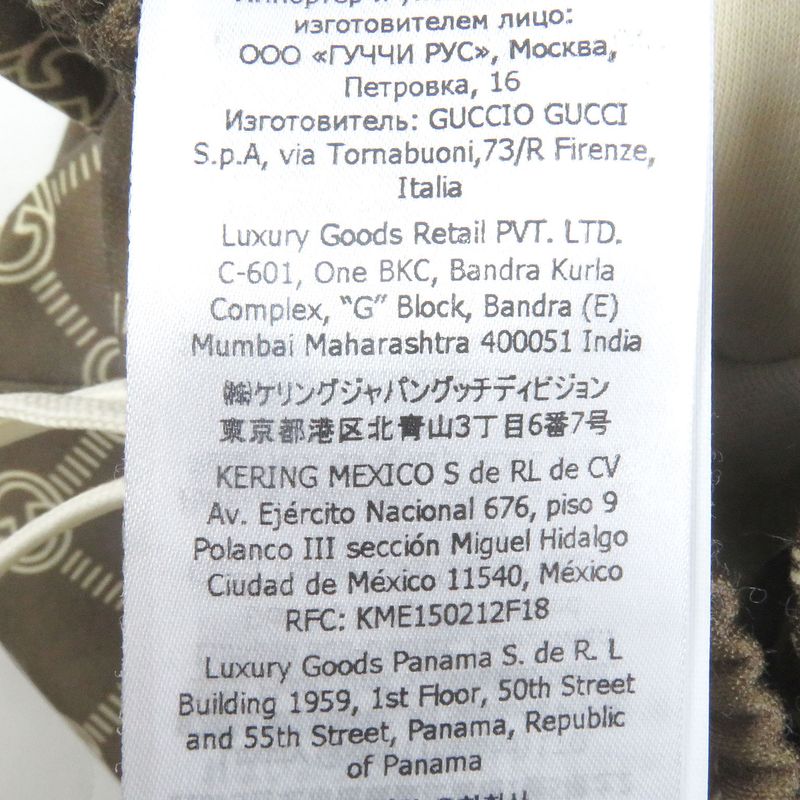 изготовителем лицо:
ООО «ГУЧЧИ РУС», Москва,
Петровка, 16
Изготовитель: GUCCIO GUCCI
S.p.A, via Tornabuoni,73/R Firenze,
Italia
Luxury Goods Retail PVT. LTD.
C-601, One BKC, Bandra Kurla
Complex, “G” Block, Bandra (E)
Mumbai Maharashtra 400051 India
㈱ケリングジャパングッチディビジョン
東京都港区北青山3丁目6番7号
KERING MEXICO S de RL de CV
Av. Ejército Nacional 676, piso 9
Polanco III sección Miguel Hidalgo
Ciudad de México 11540, México
RFC: KME150212F18
Luxury Goods Panama S. de R. L
Building 1959, 1st Floor, 50th Street
and 55th Street, Panama, Republic
of Panama